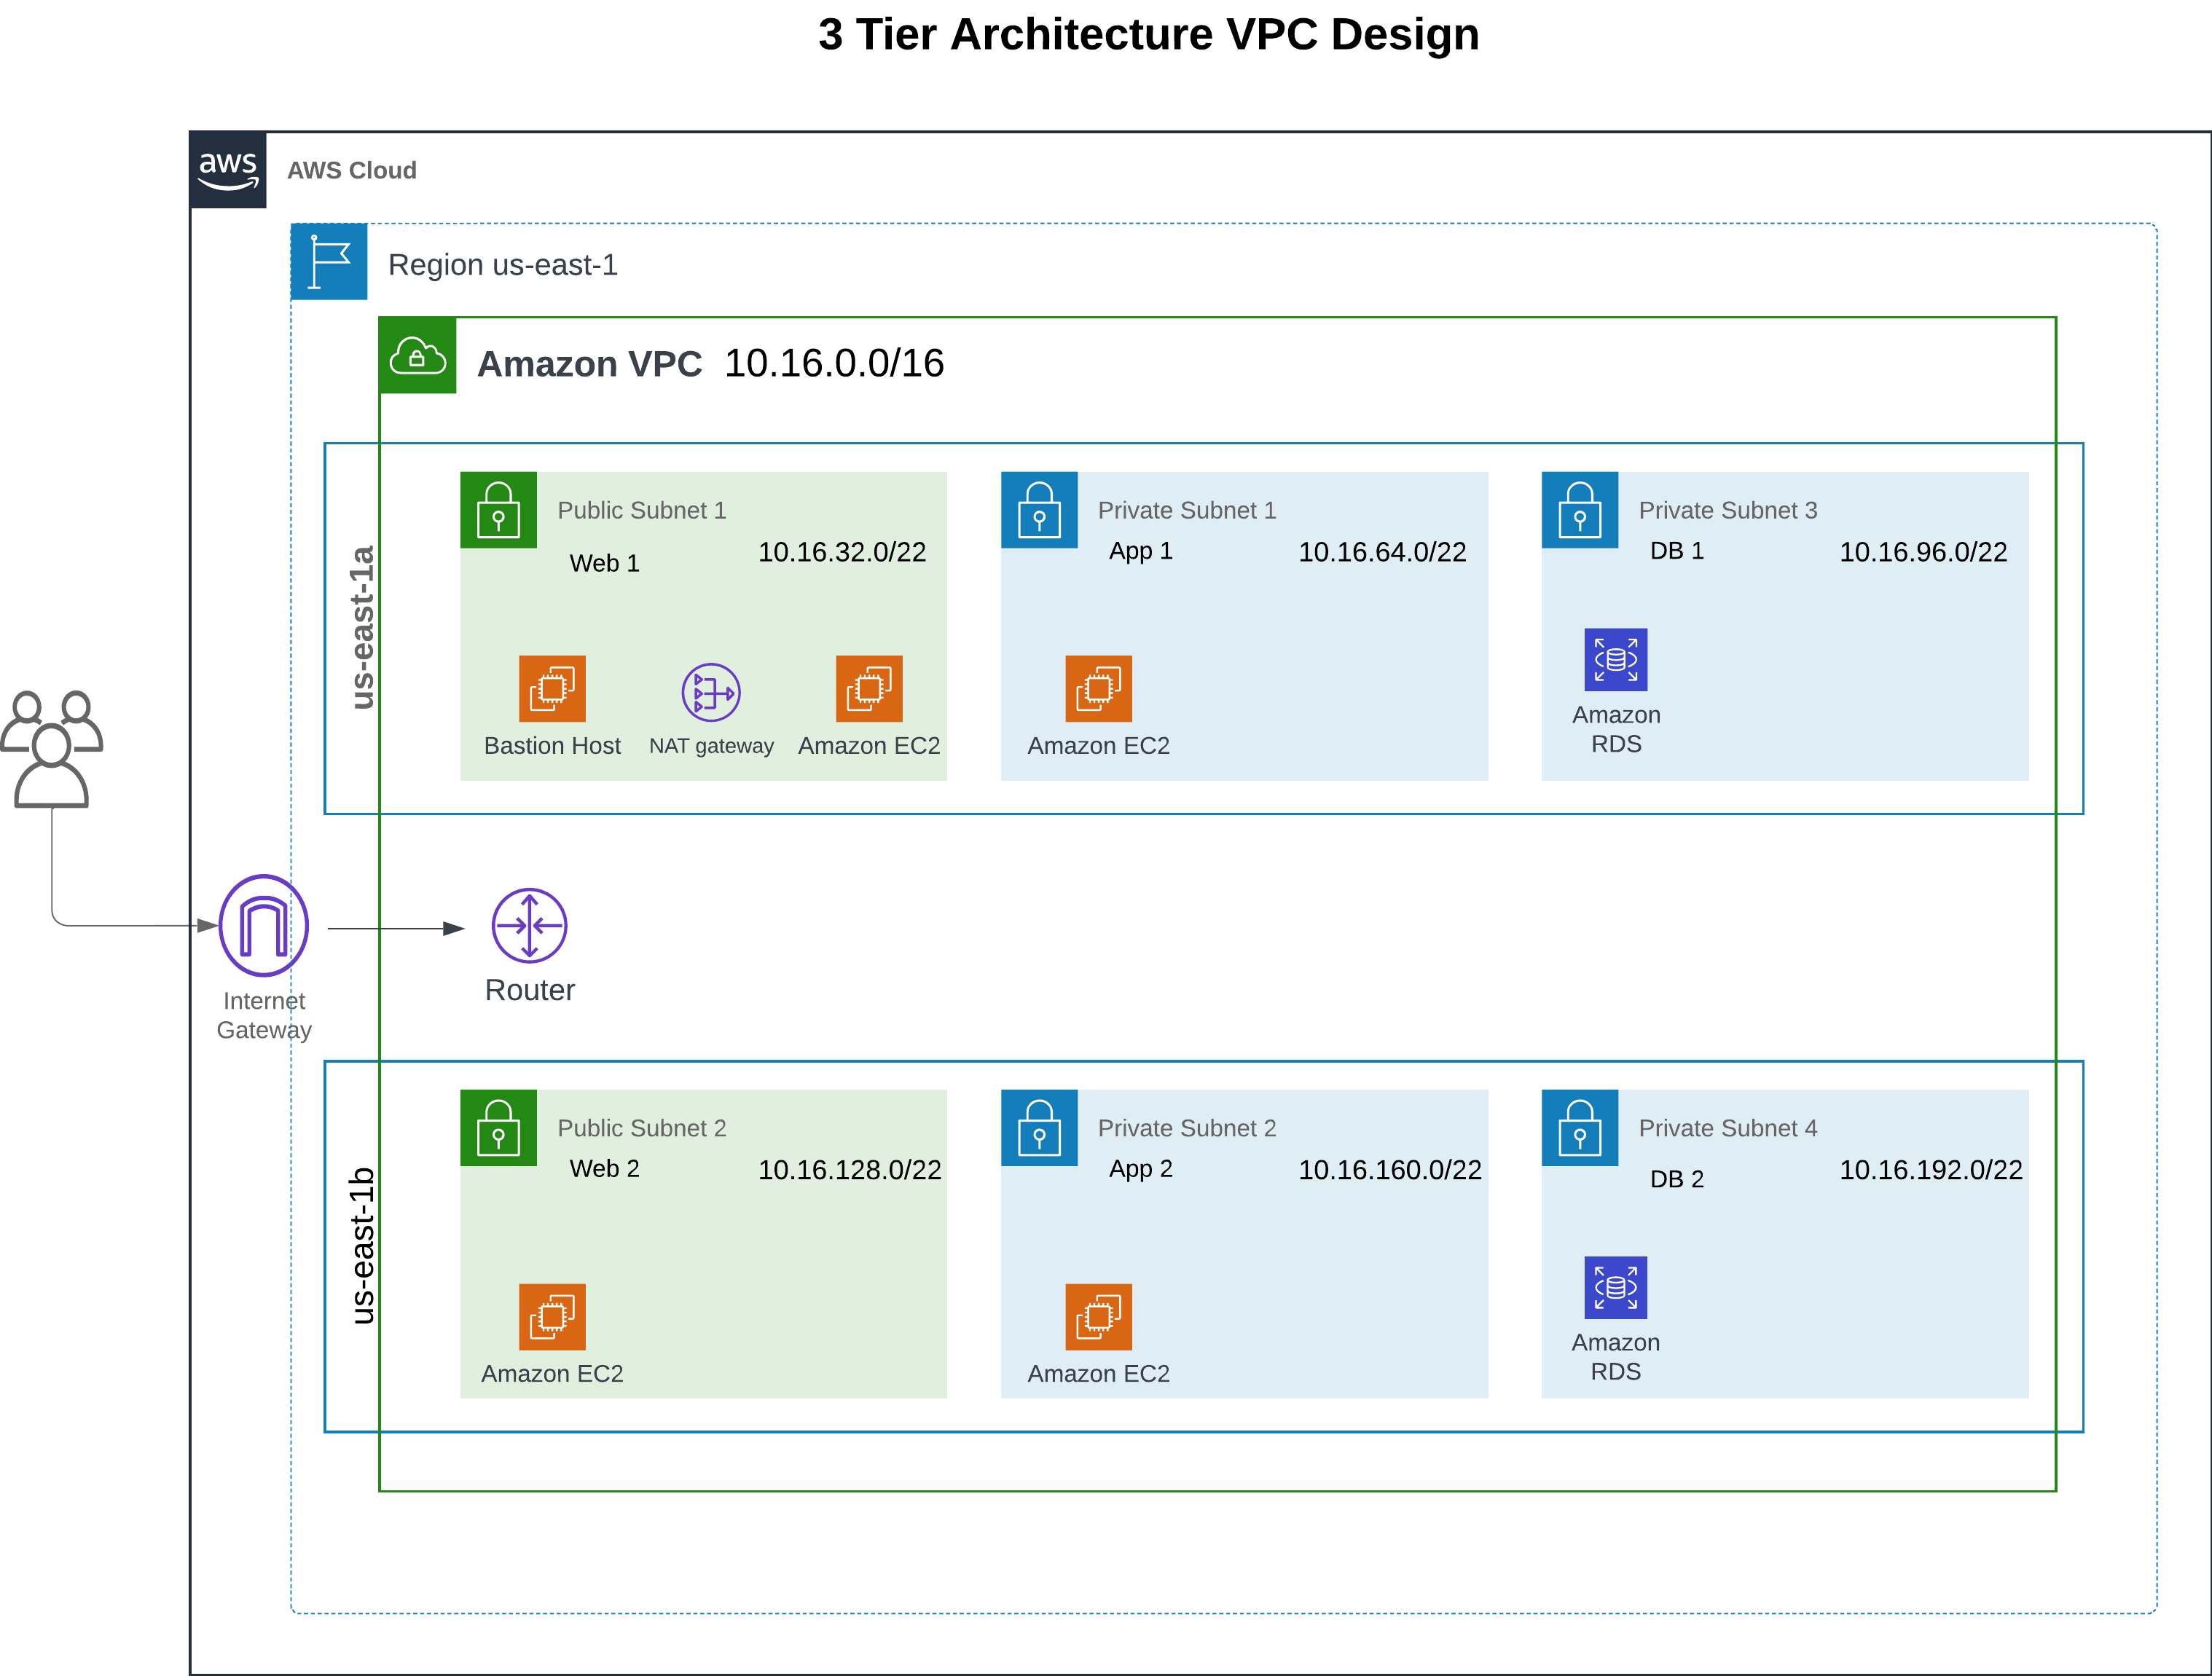 3 Tier Architecture VPC Design
aws
AWS Cloud
Region us-east-1
Amazon VPC 10.16.0.0/16
us-east-1a
Public Subnet 1
Web 1
10.16.32.0/22
Bastion Host
NAT gateway
Amazon EC2
Private Subnet 1
App 1
10.16.64.0/22
Amazon EC2
Private Subnet 3
DB 1
10.16.96.0/22
Amazon
RDS
Internet
Gateway
Router
us-east-1b
Public Subnet 2
Web 2
10.16.128.0/22
Amazon EC2
Private Subnet 2
App 2
10.16.160.0/22
Amazon EC2
Private Subnet 4
DB 2
10.16.192.0/22
Amazon
RDS